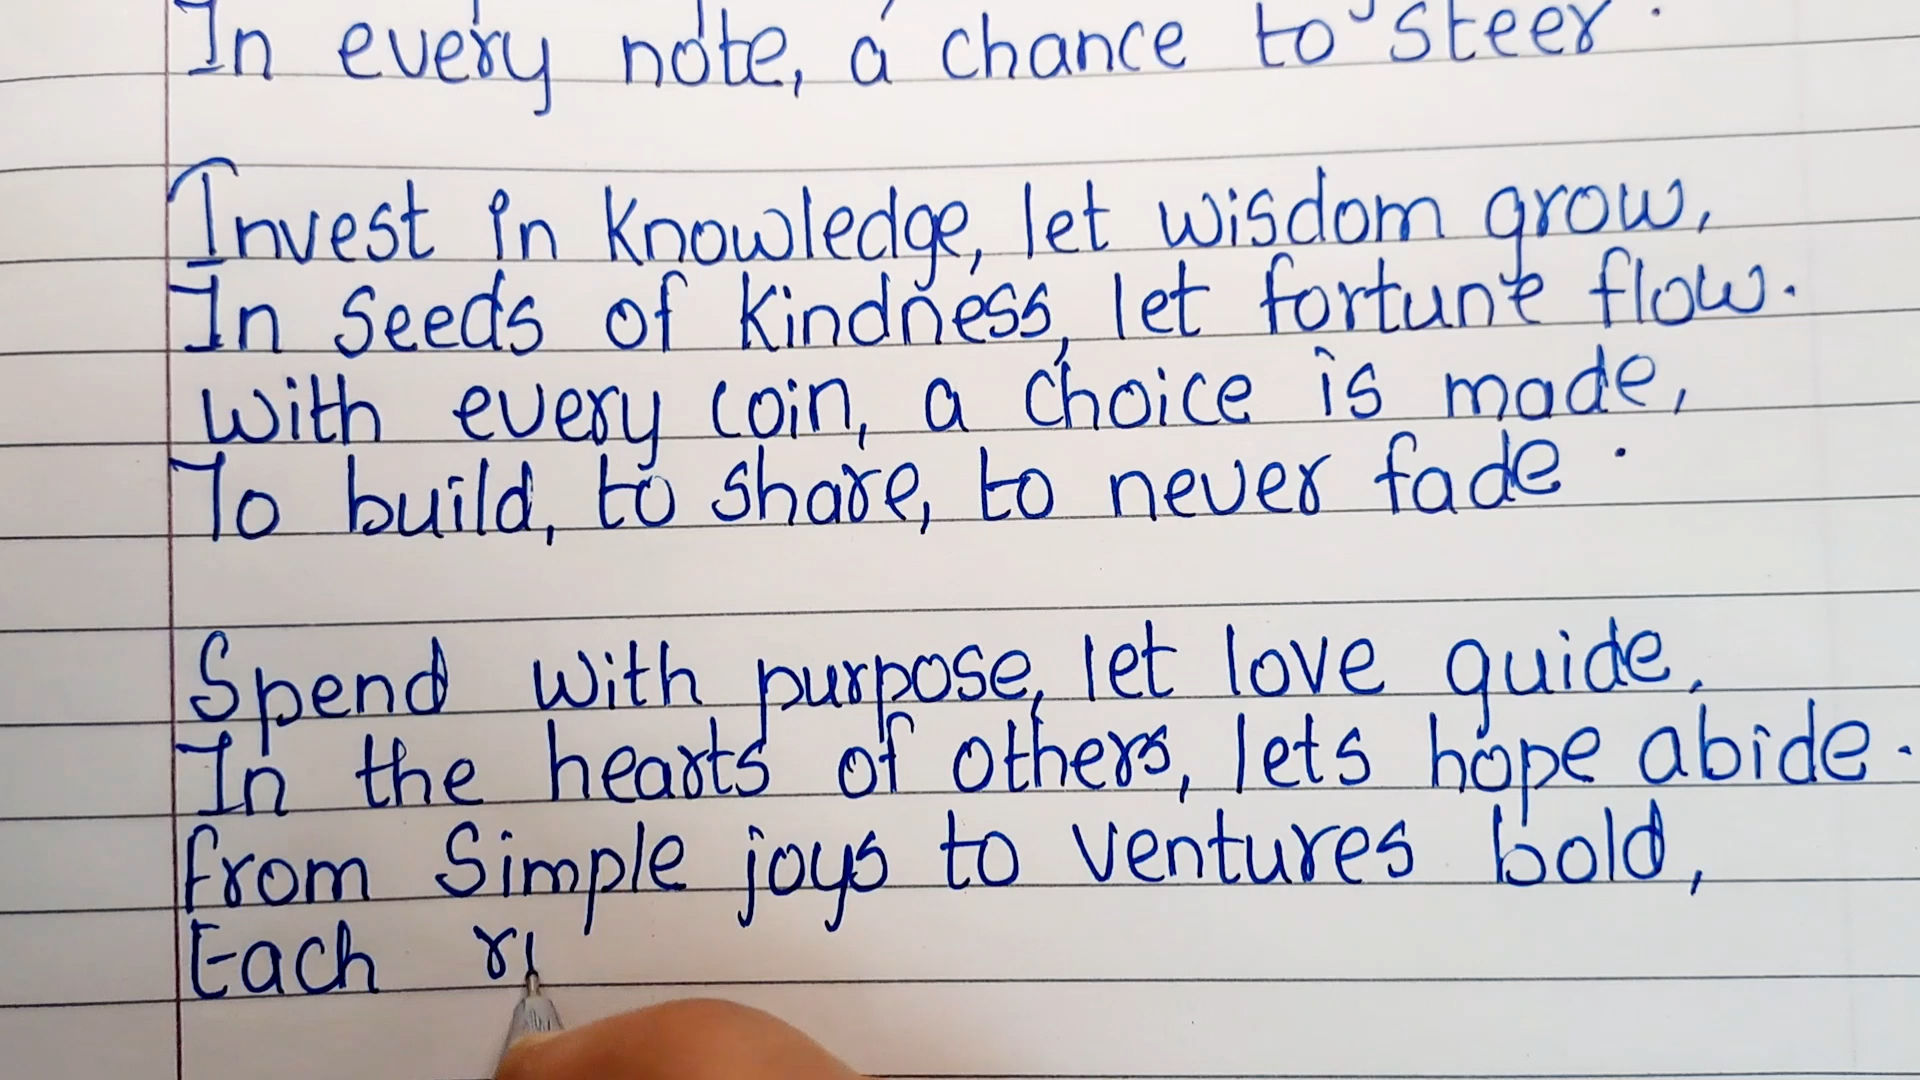 In every note, a chance to steer.
Invest in knowledge, let wisdom grow,
In seeds of kindness, let fortune flow.
With every coin, a choice is made,
To build, to share, to never fade.
Spend with purpose, let love guide,
In the hearts of others, lets hope abide.
From simple joys to ventures bold,
Each